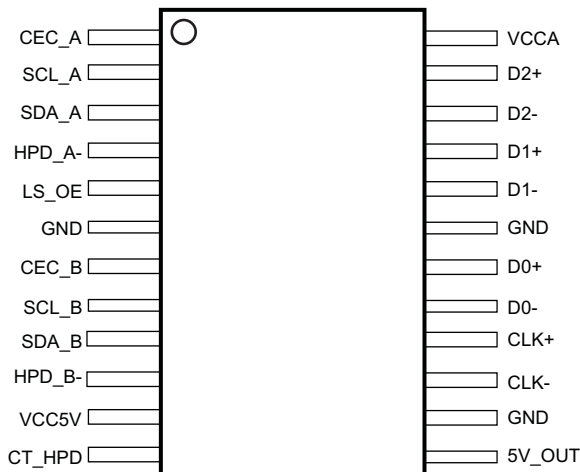 CEC_A
SCL_A
SDA_A
HPD_A-
LS_OE
GND
CEC_B
SCL_B
SDA_B
HPD_B-
VCC5V
CT_HPD
VCCA
D2+
D2-
D1+
D1-
GND
D0+
D0-
CLK+
CLK-
GND
5V_OUT